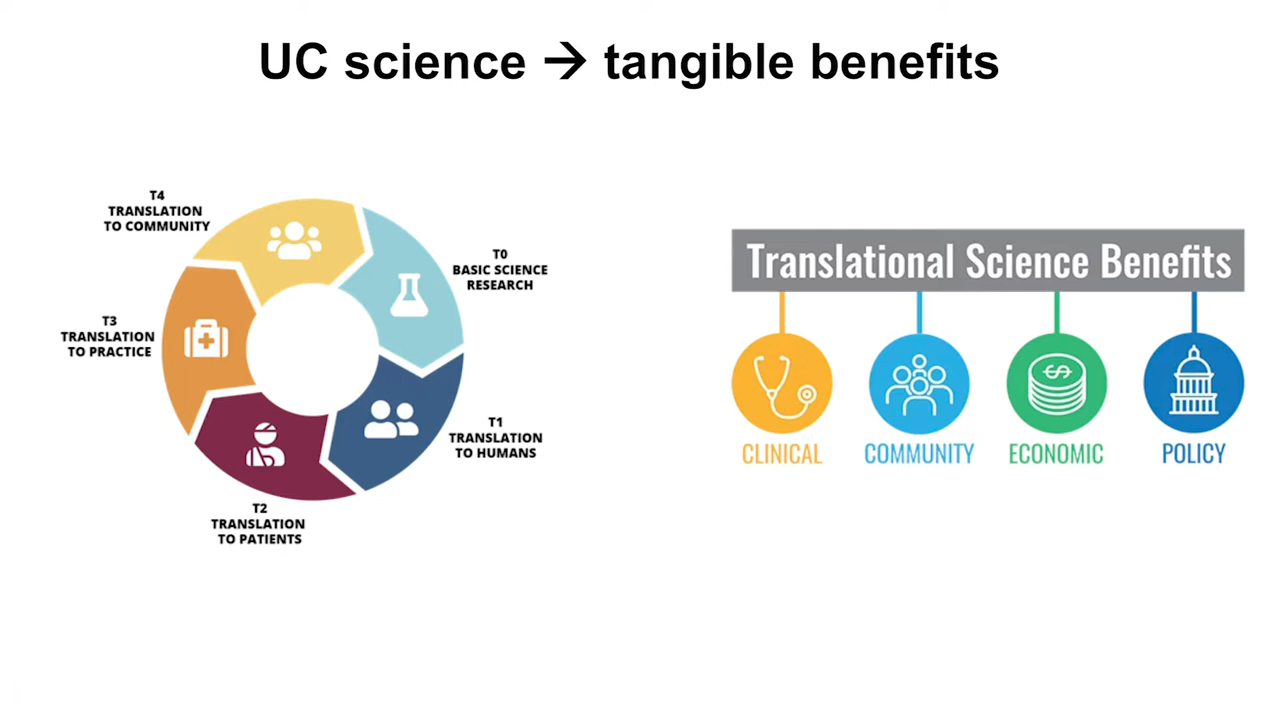 UC science → tangible benefits
T4
TRANSLATION
TO COMMUNITY
T0
BASIC SCIENCE
RESEARCH
T3
TRANSLATION
TO PRACTICE
T1
TRANSLATION
TO HUMANS
T2
TRANSLATION
TO PATIENTS
Translational Science Benefits
$
CLINICAL
COMMUNITY
ECONOMIC
POLICY